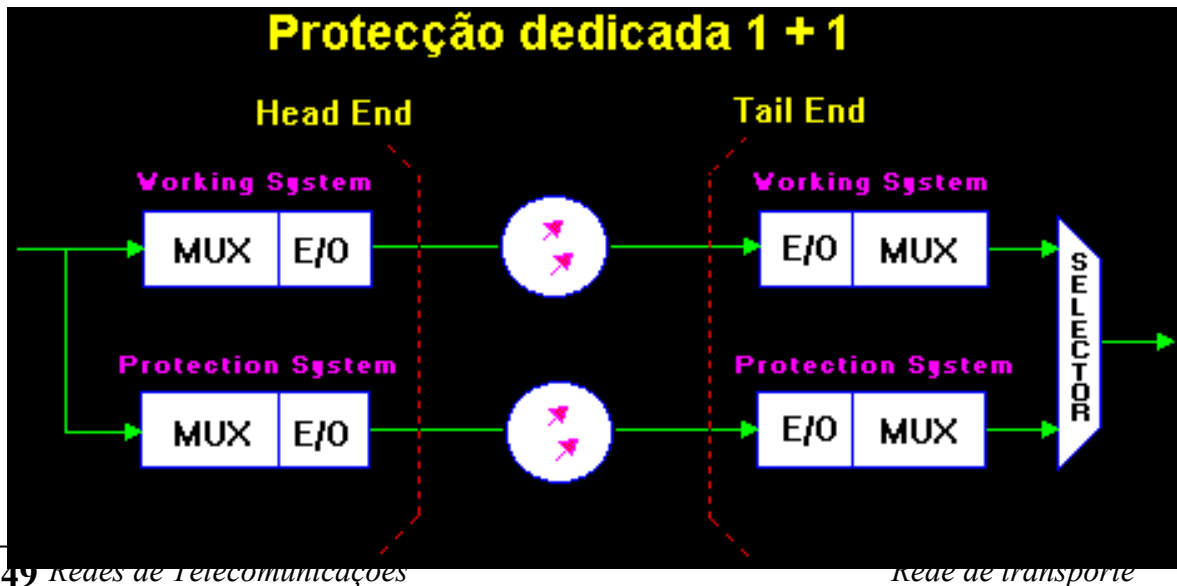 Protecção dedicada 1 + 1
Head End
Tail End
Working System
Working System
MUX E/O
E/O MUX
SELECTOR
Protection System
Protection System
MUX E/O
E/O MUX
49 Redes de Telecomunicações
Rede de transporte